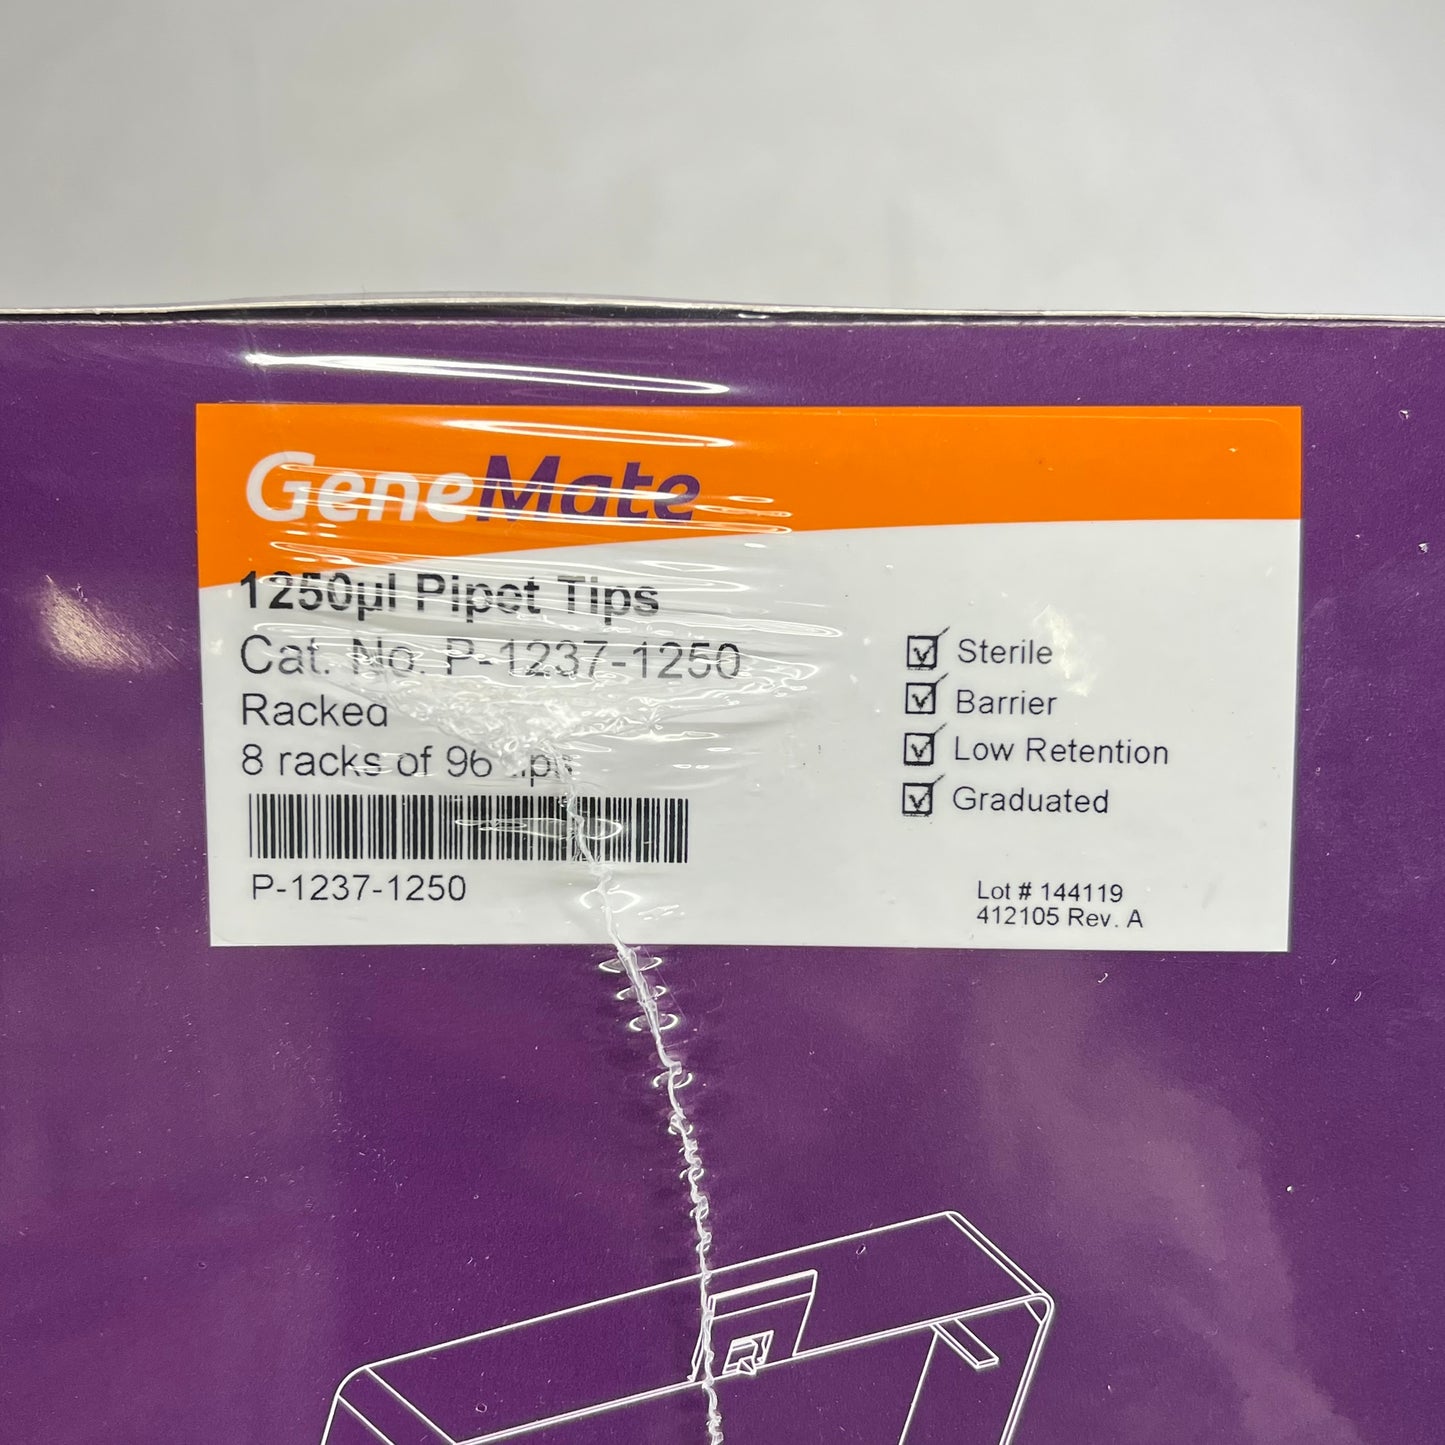 GeneMate
1250µl Pipet Tips
Cat. No. P-1237-1250
Racked
8 racks of 96 tips
P-1237-1250
Sterile
Barrier
Low Retention
Graduated
Lot # 144119
412105 Rev. A